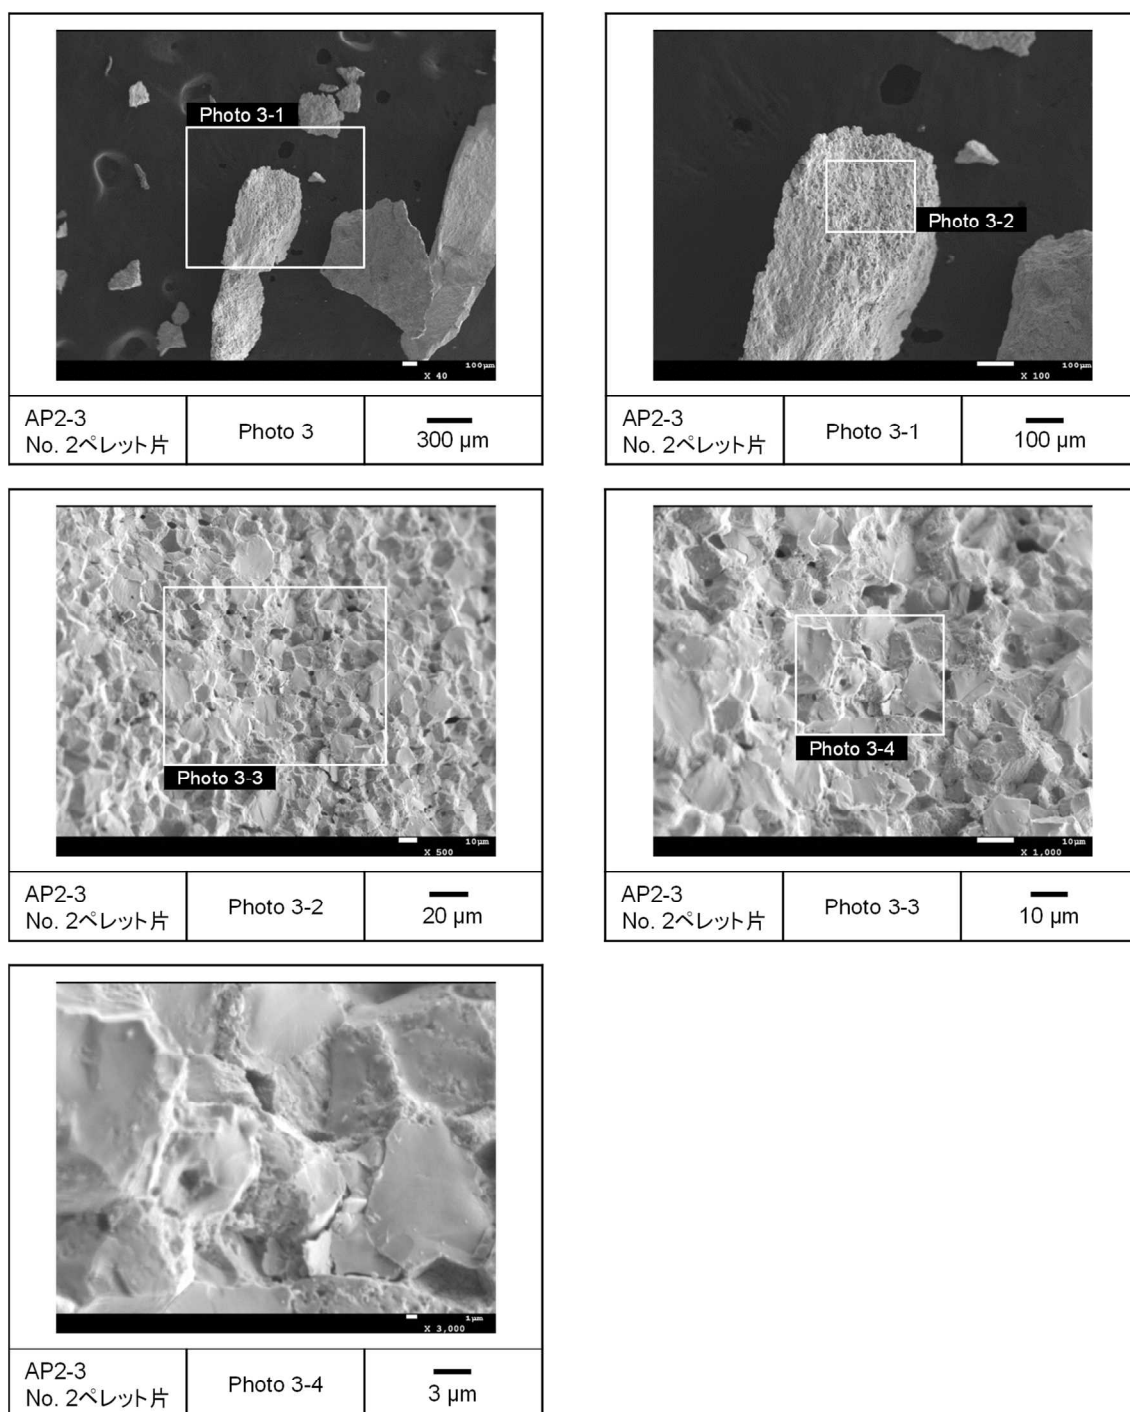 Photo 3-1
100μm
X 40
AP2-3
No. 2ペレット片
Photo 3
300 μm
Photo 3-2
100μm
X 100
AP2-3
No. 2ペレット片
Photo 3-1
100 μm
Photo 3-3
10μm
X 500
AP2-3
No. 2ペレット片
Photo 3-2
20 μm
Photo 3-4
10μm
X 1,000
AP2-3
No. 2ペレット片
Photo 3-3
10 μm
1μm
X 3,000
AP2-3
No. 2ペレット片
Photo 3-4
3 μm